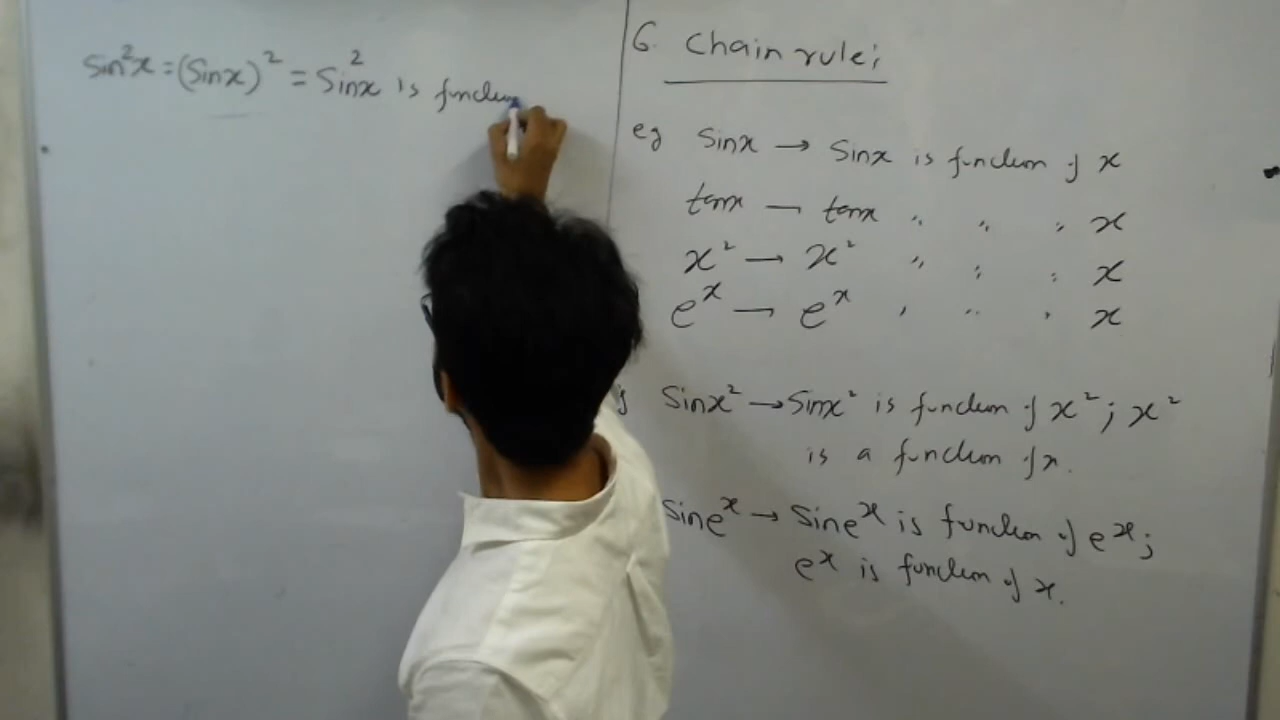 sin²x = (sinx)² = sin²x is function
6. Chain rule;
eg sinx → sinx is function of x
tanx — tanx " " " x
x² — x² " " " x
eˣ — eˣ " " " x
sinx² → sinx² is function of x²; x²
is a function of x.
sineˣ → sineˣ is function of eˣ;
eˣ is function of x.